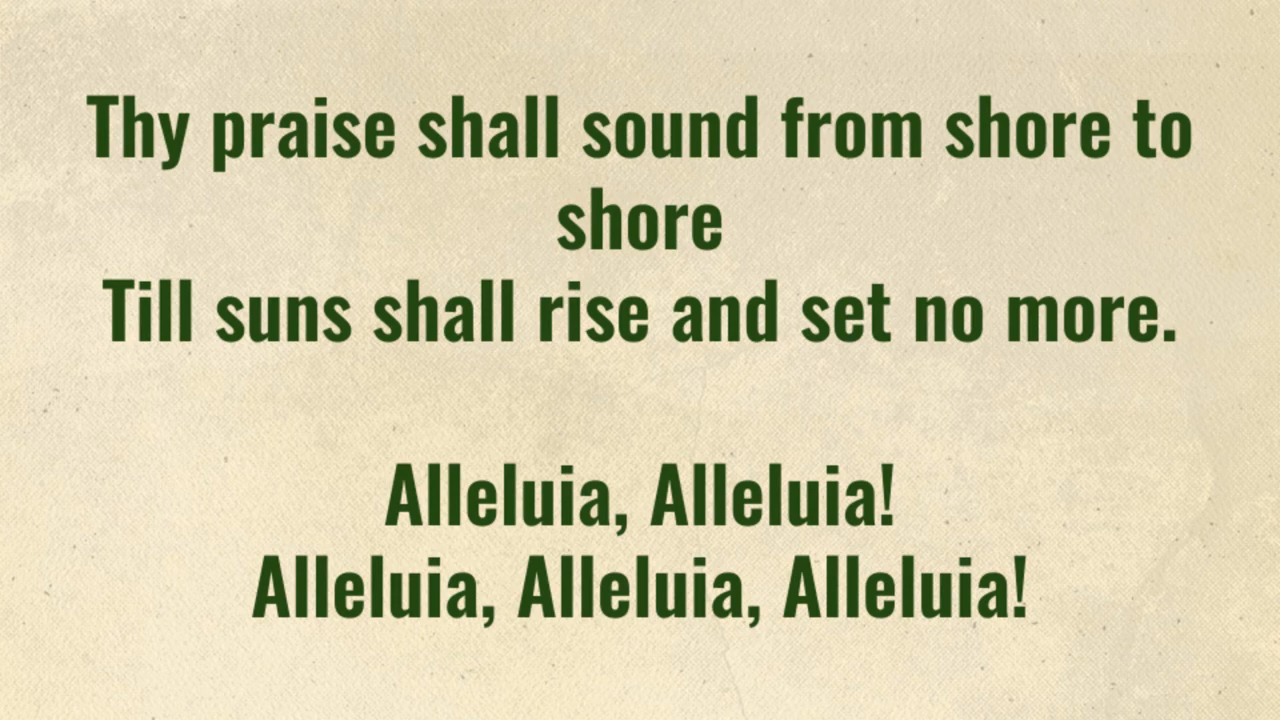 Thy praise shall sound from shore to
shore
Till suns shall rise and set no more.
Alleluia, Alleluia!
Alleluia, Alleluia, Alleluia!